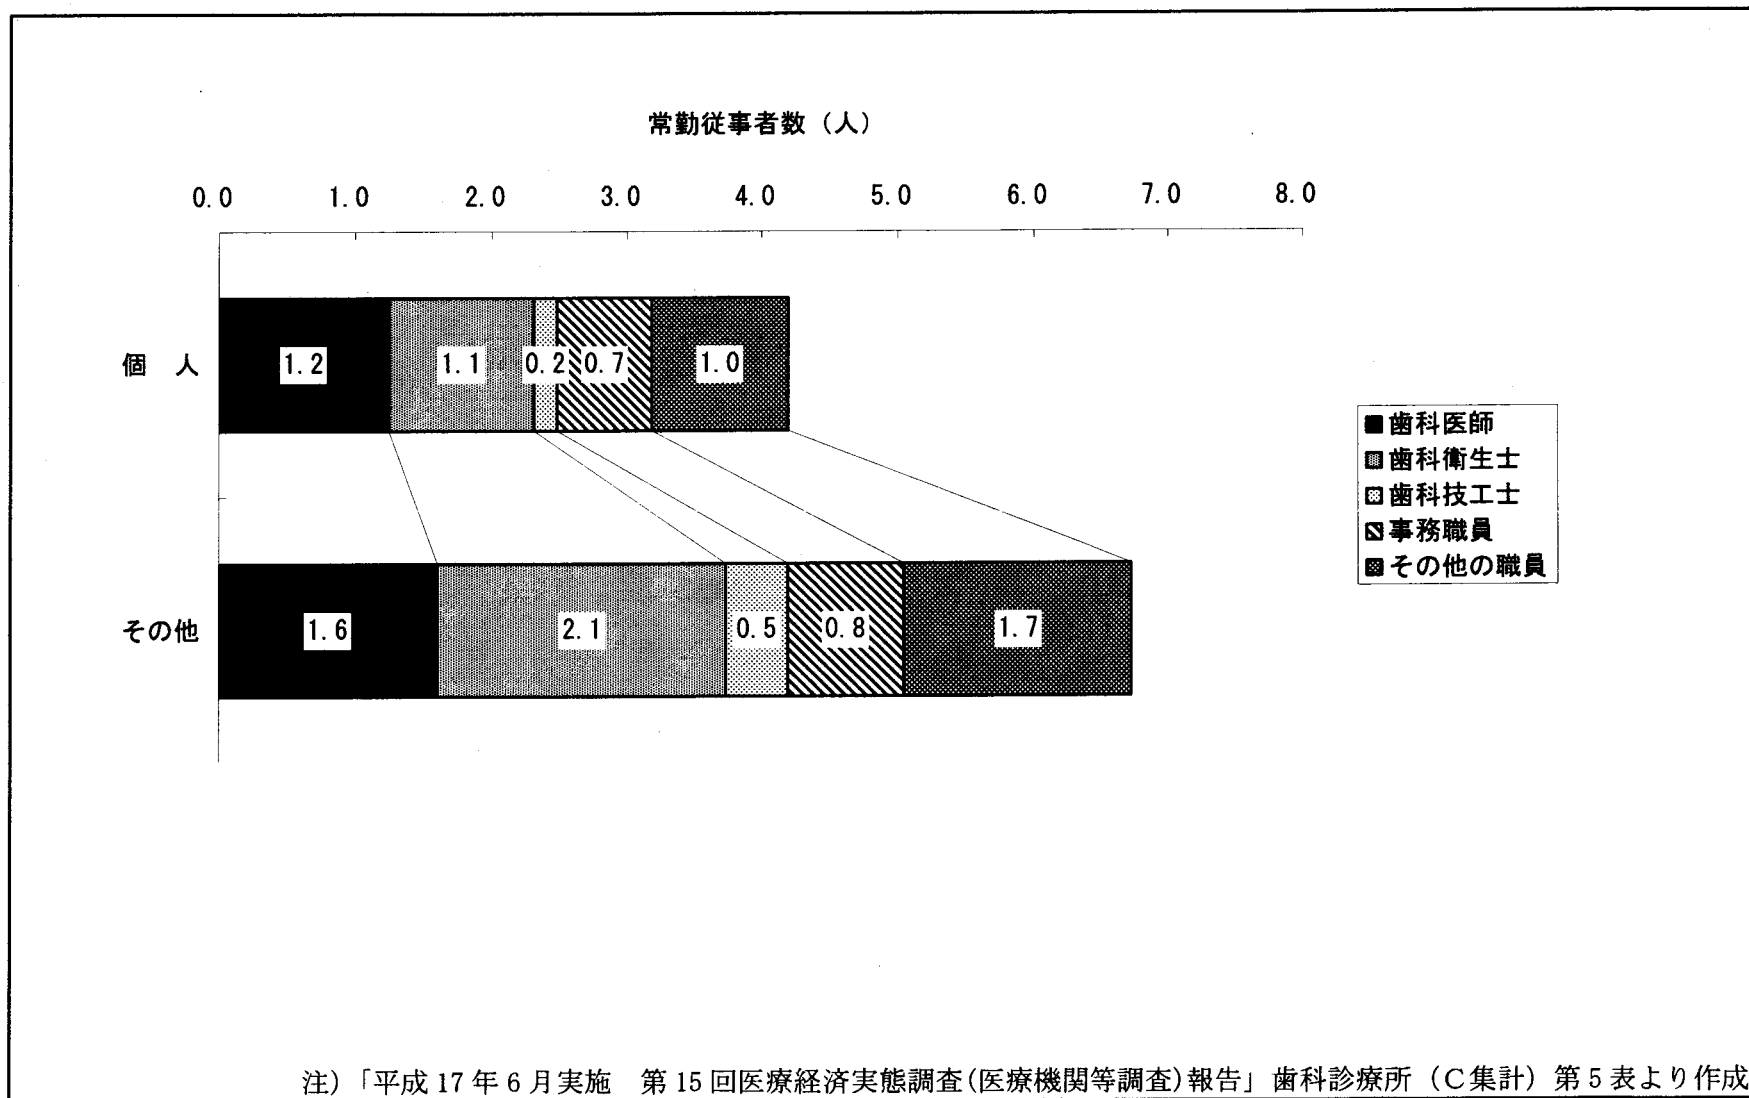 常勤従事者数（人）
0.0 1.0 2.0 3.0 4.0 5.0 6.0 7.0 8.0
個　人 1.2 1.1 0.2 0.7 1.0
その他 1.6 2.1 0.5 0.8 1.7
歯科医師
歯科衛生士
歯科技工士
事務職員
その他の職員
注）「平成 17 年 6 月実施　第 15 回医療経済実態調査(医療機関等調査)報告」歯科診療所（Ｃ集計）第 5 表より作成